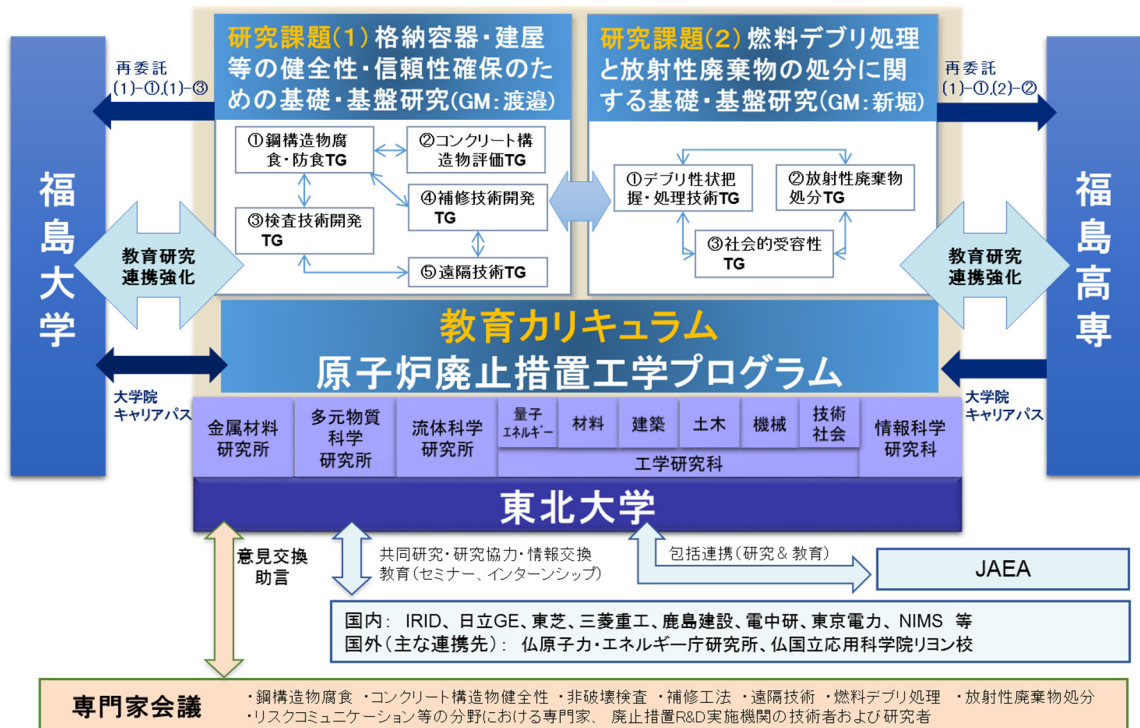 研究課題(1) 格納容器・建屋
等の健全性・信頼性確保のた
めの基礎・基盤研究(GM:渡邉)
研究課題(2) 燃料デブリ処理
と放射性廃棄物の処分に関
する基礎・基盤研究(GM:新堀)
再委託
(1)-①,(1)-③
再委託
(1)-①,(2)-②
①鋼構造物腐
食・防食TG
②コンクリート構
造物評価TG
④補修技術開発
TG
③検査技術開発
TG
⑤遠隔技術TG
①デブリ性状把
握・処理技術TG
②放射性廃棄物
処分TG
③社会的受容性
TG
福島大学
福島高専
教育研究
連携強化
教育研究
連携強化
教育カリキュラム
原子炉廃止措置工学プログラム
大学院
キャリアパス
大学院
キャリアパス
金属材料
研究所
多元物質
科学
研究所
流体科学
研究所
量子
エネルギー
材料
建築
土木
機械
技術
社会
工学研究科
情報科学
研究科
東北大学
意見交換
助言
共同研究・研究協力・情報交換
教育(セミナー、インターンシップ)
包括連携(研究&教育)
JAEA
国内: IRID、日立GE、東芝、三菱重工、鹿島建設、電中研、東京電力、NIMS 等
国外(主な連携先): 仏原子力・エネルギー庁研究所、仏国立応用科学院リヨン校
専門家会議
・鋼構造物腐食 ・コンクリート構造物健全性 ・非破壊検査 ・補修工法 ・遠隔技術 ・燃料デブリ処理 ・放射性廃棄物処分
・リスクコミュニケーション等の分野における専門家、 廃止措置R&D実施機関の技術者および研究者